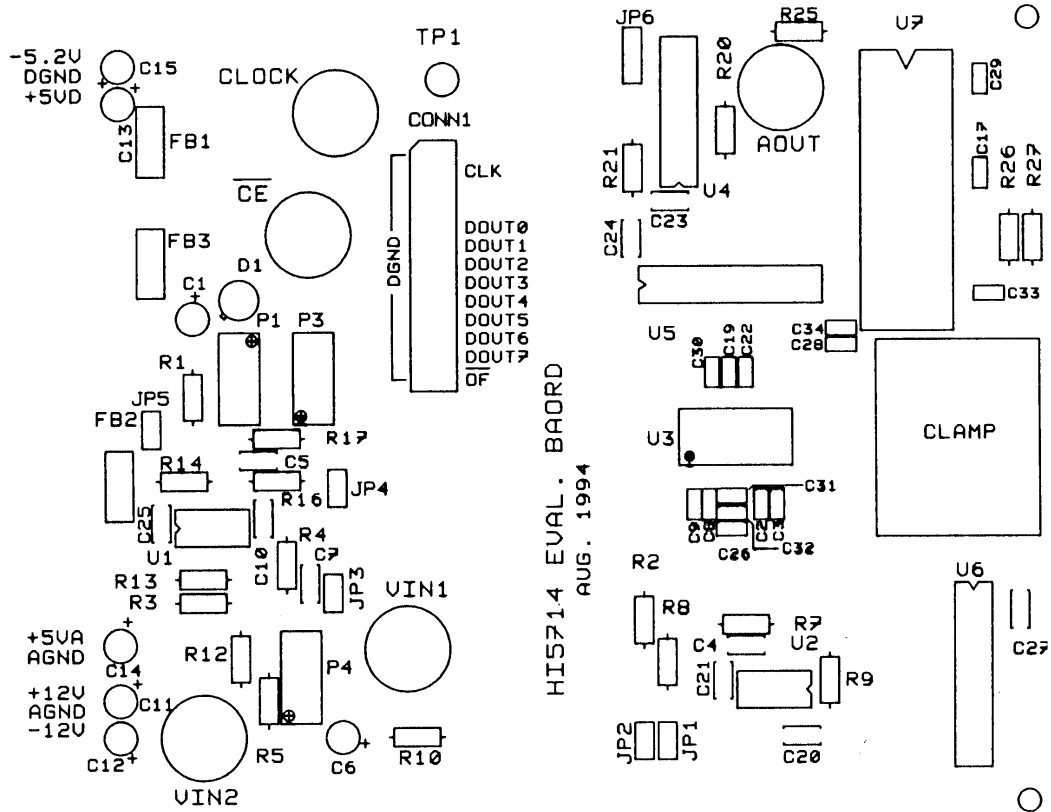 -5.2V
DGND
+5VD
C15
C13
FB1
CLOCK
TP1
CONN1
CLK
CE
DGND
DOUT0
DOUT1
DOUT2
DOUT3
DOUT4
DOUT5
DOUT6
DOUT7
OF
FB3
D1
C1
P1
P3
R1
JP5
FB2
R17
R14
C5
R16
JP4
C25
U1
C10
R4
C7
JP3
R13
R3
VIN1
+5VA
AGND
C14
R12
P4
+12V
AGND
-12V
C11
C12
VIN2
R5
C6
R10
HI5714 EVAL. BAORD
AUG. 1994
JP6
R25
R20
U7
C29
AOUT
C17
R26
R27
R21
U4
C23
C24
C33
U5
C34
C28
C30
C19
C22
U3
CLAMP
C31
C9
C8
C2
C3
C26
C32
R2
U6
R8
R7
C4
U2
C21
R9
C27
JP2
JP1
C20